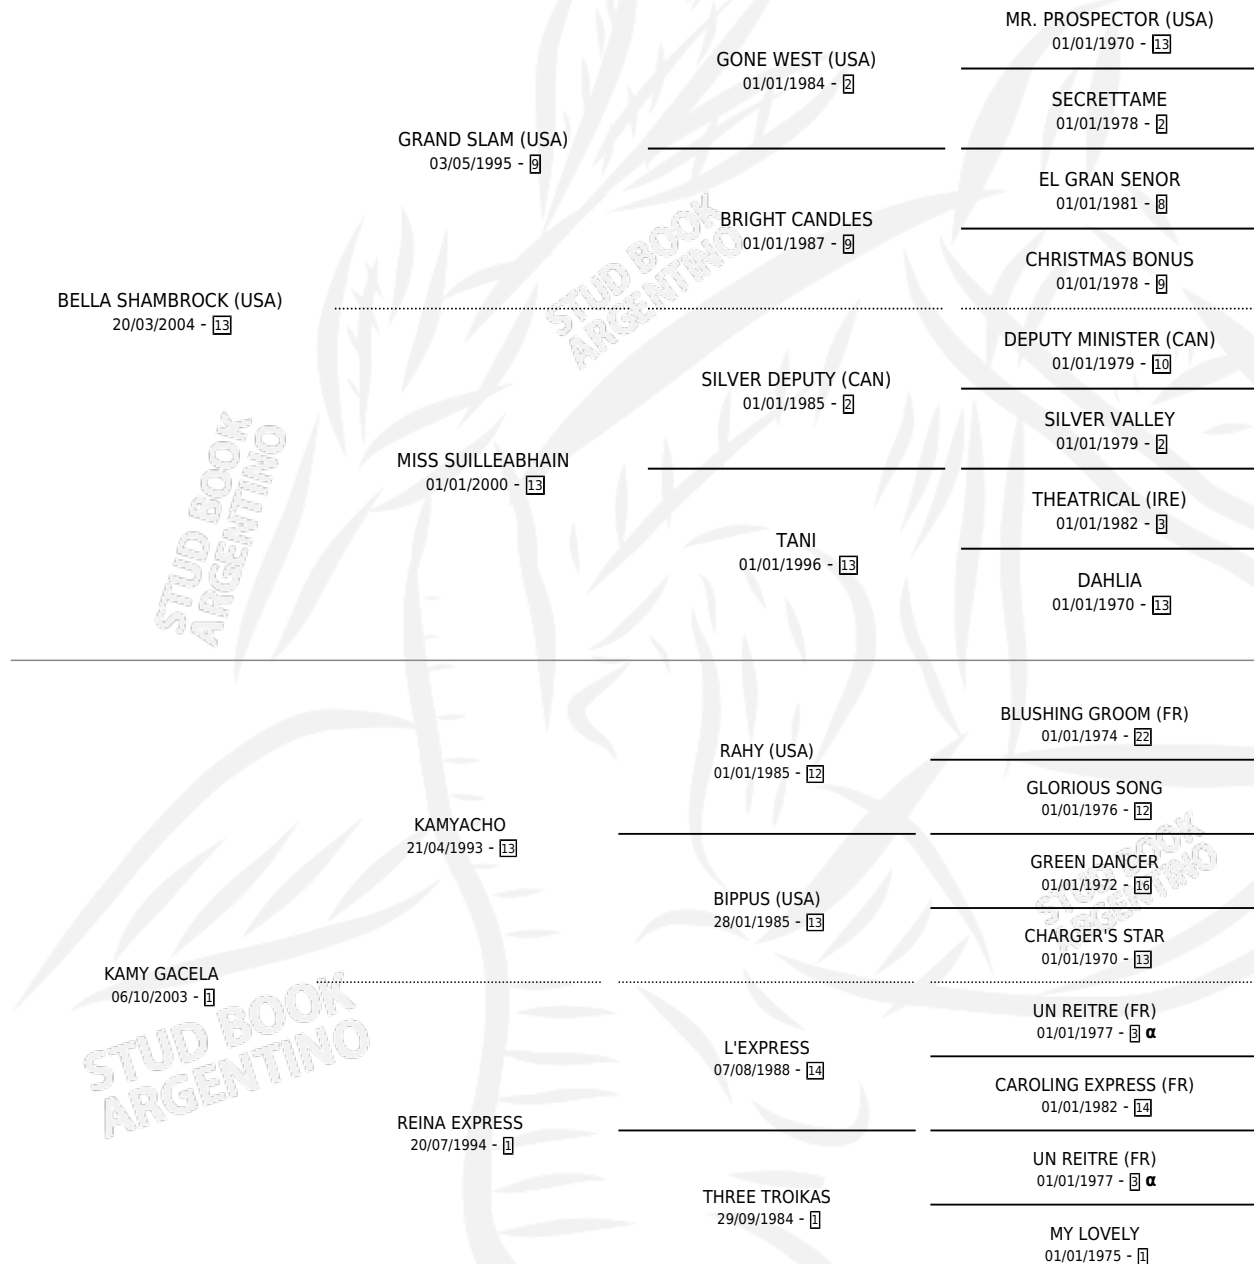 MR. PROSPECTOR (USA)
01/01/1970 - 13
GONE WEST (USA)
01/01/1984 - 2
SECRETTAME
01/01/1978 - 2
GRAND SLAM (USA)
03/05/1995 - 9
EL GRAN SENOR
01/01/1981 - 8
BRIGHT CANDLES
01/01/1987 - 9
CHRISTMAS BONUS
01/01/1978 - 9
BELLA SHAMBROCK (USA)
20/03/2004 - 13
DEPUTY MINISTER (CAN)
01/01/1979 - 10
SILVER DEPUTY (CAN)
01/01/1985 - 2
SILVER VALLEY
01/01/1979 - 2
MISS SUILLEABHAIN
01/01/2000 - 13
THEATRICAL (IRE)
01/01/1982 - 3
TANI
01/01/1996 - 13
DAHLIA
01/01/1970 - 13
BLUSHING GROOM (FR)
01/01/1974 - 22
RAHY (USA)
01/01/1985 - 12
GLORIOUS SONG
01/01/1976 - 12
KAMYACHO
21/04/1993 - 13
GREEN DANCER
01/01/1972 - 16
BIPPUS (USA)
28/01/1985 - 13
CHARGER'S STAR
01/01/1970 - 13
KAMY GACELA
06/10/2003 - 1
UN REITRE (FR)
01/01/1977 - 3 α
L'EXPRESS
07/08/1988 - 14
CAROLING EXPRESS (FR)
01/01/1982 - 14
REINA EXPRESS
20/07/1994 - 1
UN REITRE (FR)
01/01/1977 - 3 α
THREE TROIKAS
29/09/1984 - 1
MY LOVELY
01/01/1975 - 1
STUD BOOK
ARGENTINO
STUD BOOK
ARGENTINO
STUD BOOK
ARGENTINO
STUD BOOK
ARGENTINO